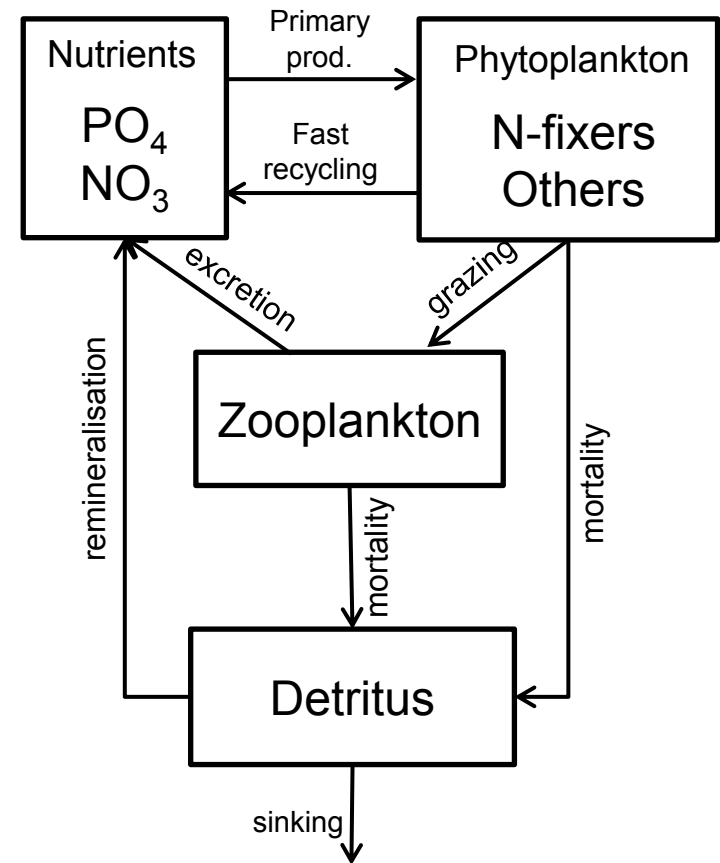 Nutrients
PO₄
NO₃
Primary
prod.
Fast
recycling
Phytoplankton
N-fixers
Others
excretion
grazing
Zooplankton
remineralisation
mortality
mortality
Detritus
sinking